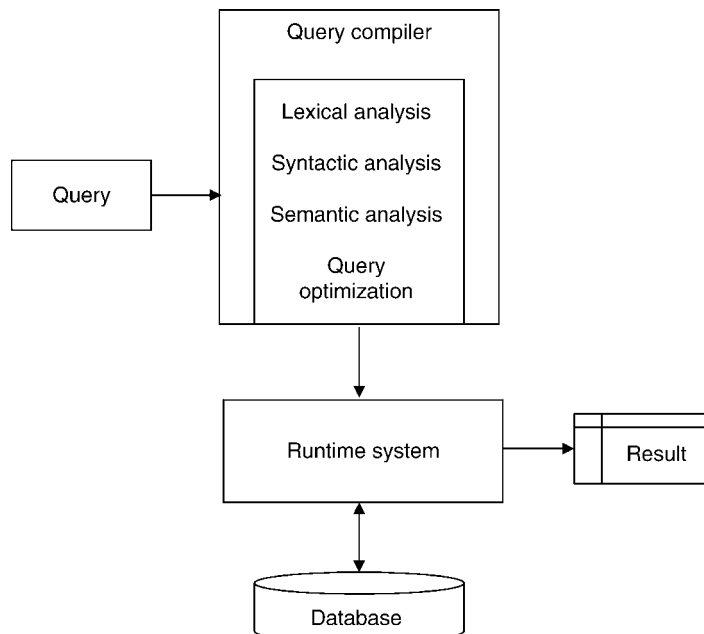 Query compiler
Lexical analysis
Syntactic analysis
Query
Semantic analysis
Query
optimization
Runtime system
Result
Database